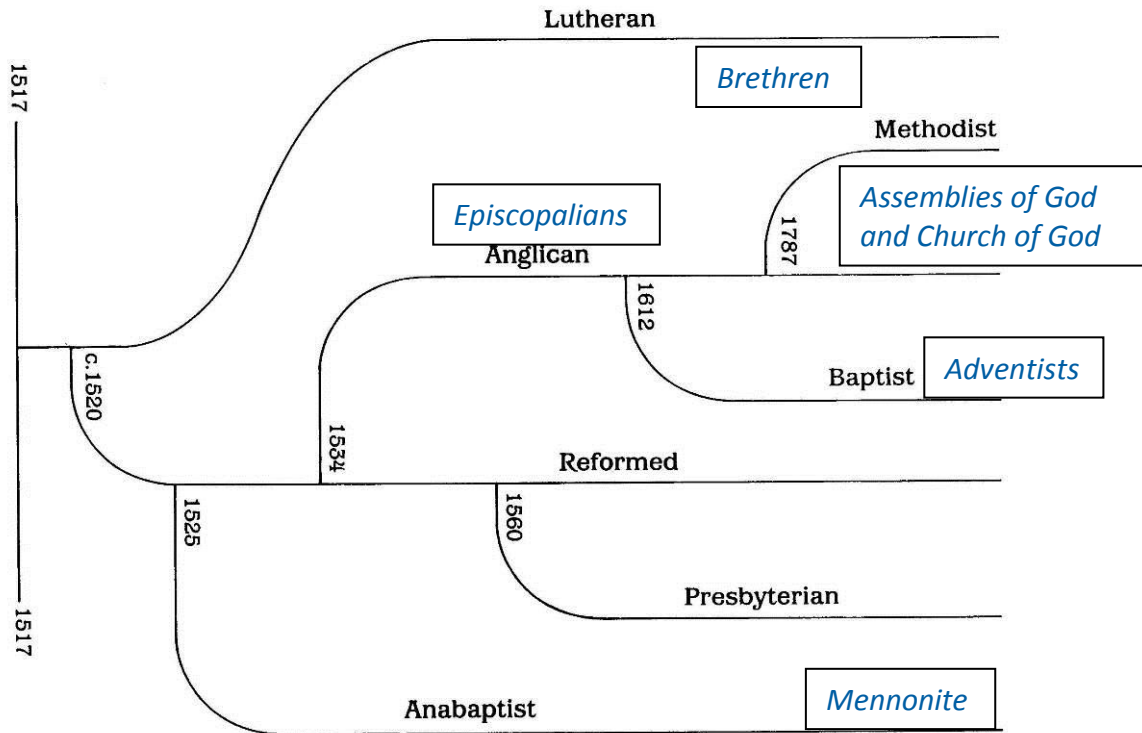 Lutheran
Brethren
1517
Methodist
Assemblies of God
and Church of God
Episcopalians
1787
Anglican
1612
c.1520
Baptist
Adventists
1534
Reformed
1525
1560
Presbyterian
1517
Anabaptist
Mennonite